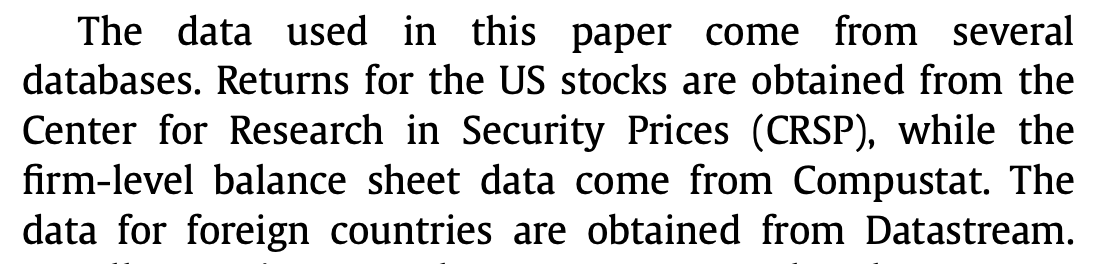 The data used in this paper come from several
databases. Returns for the US stocks are obtained from the
Center for Research in Security Prices (CRSP), while the
firm-level balance sheet data come from Compustat. The
data for foreign countries are obtained from Datastream.